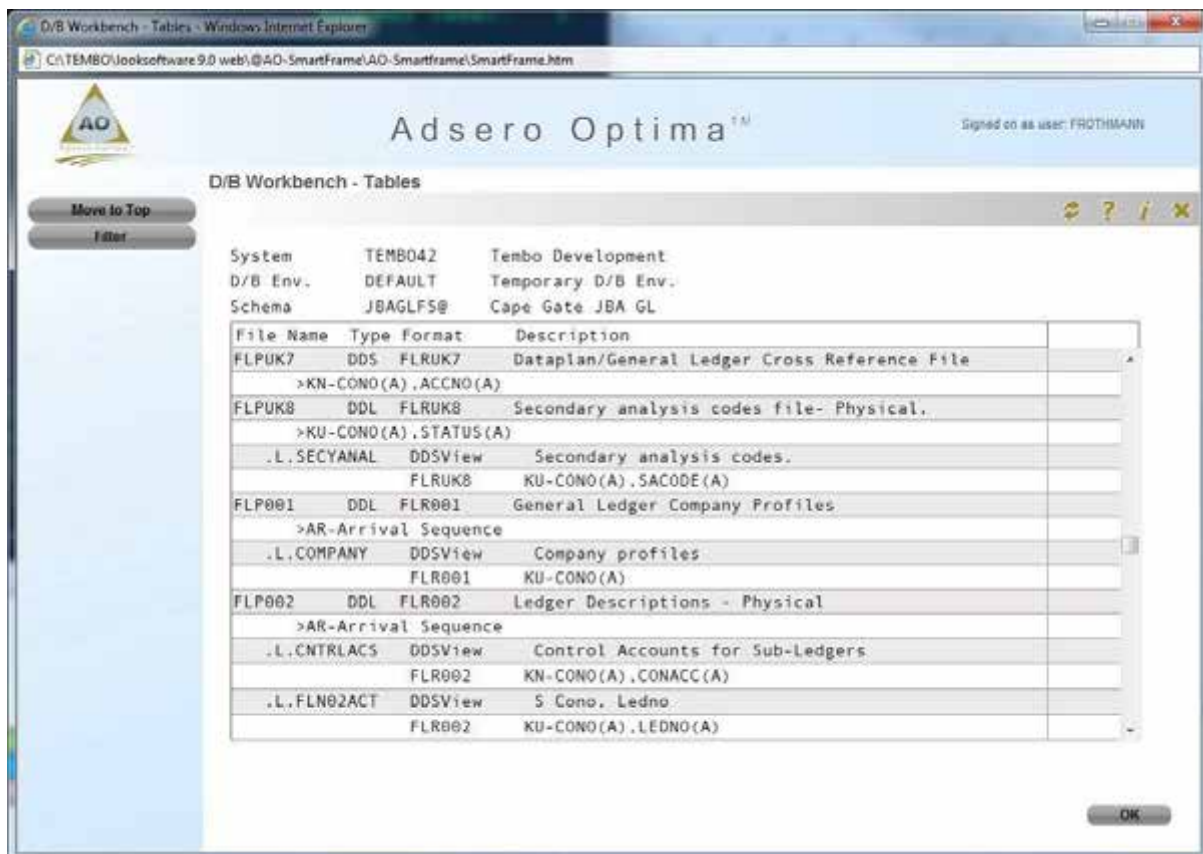 D/B Workbench - Tables - Windows Internet Explorer
C:\TEMBO\looksoftware 9.0 web\@AO-SmartFrame\AO-Smartframe\SmartFrame.htm
AO
Adsero Optima™
Signed on as user: FROTHMANN
D/B Workbench - Tables
Move to Top
Filter
? i
System TEMBO42 Tembo Development
D/B Env. DEFAULT Temporary D/B Env.
Schema JBAGLFS@ Cape Gate JBA GL
File Name Type Format Description
FLPUK7 DDS FLRUK7 Dataplan/General Ledger Cross Reference File
>KN-CONO(A),ACCNO(A)
FLPUK8 DDL FLRUK8 Secondary analysis codes file- Physical.
>KU-CONO(A),STATUS(A)
.L.SECYANAL DDSView Secondary analysis codes.
FLRUK8 KU-CONO(A),SACODE(A)
FLP001 DDL FLR001 General Ledger Company Profiles
>AR-Arrival Sequence
.L.COMPANY DDSView Company profiles
FLR001 KU-CONO(A)
FLP002 DDL FLR002 Ledger Descriptions - Physical
>AR-Arrival Sequence
.L.CNTRLACS DDSView Control Accounts for Sub-Ledgers
FLR002 KN-CONO(A),CONACC(A)
.L.FLN02ACT DDSView S Cono, Ledno
FLR002 KU-CONO(A),LEDNO(A)
OK